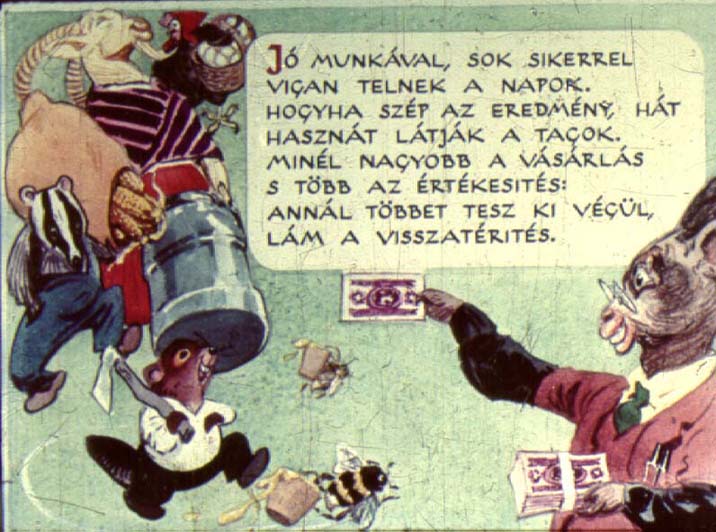 JÓ MUNKÁVAL, SOK SIKERREL
VIGAN TELNEK A NAPOK.
HOGYHA SZÉP AZ EREDMÉNY, HÁT
HASZNÁT LÁTJÁK A TAGOK.
MINÉL NAGYOBB A VÁSÁRLÁS
S TÖBB AZ ÉRTÉKESITÉS:
ANNÁL TÖBBET TESZ KI VÉGÜL,
LÁM A VISSZATÉRITÉS.